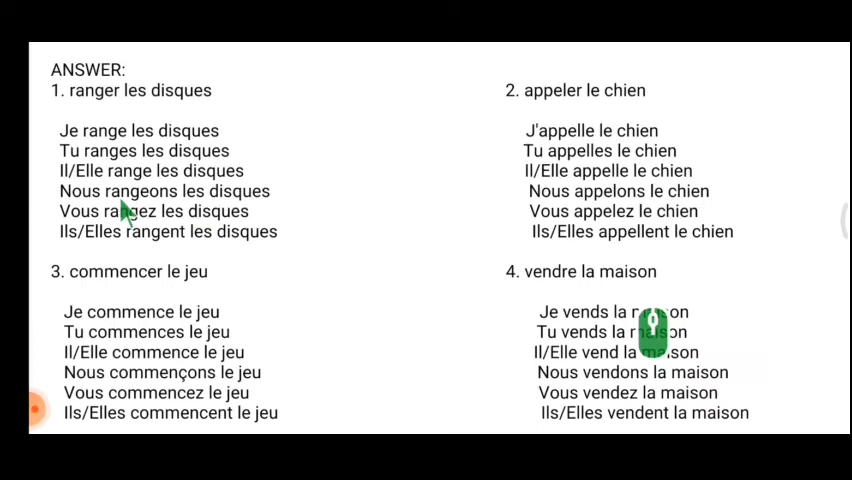 ANSWER:
1. ranger les disques
Je range les disques
Tu ranges les disques
Il/Elle range les disques
Nous rangeons les disques
Vous rangez les disques
Ils/Elles rangent les disques
2. appeler le chien
J'appelle le chien
Tu appelles le chien
Il/Elle appelle le chien
Nous appelons le chien
Vous appelez le chien
Ils/Elles appellent le chien
3. commencer le jeu
Je commence le jeu
Tu commences le jeu
Il/Elle commence le jeu
Nous commençons le jeu
Vous commencez le jeu
Ils/Elles commencent le jeu
4. vendre la maison
Je vends la maison
Tu vends la maison
Il/Elle vend la maison
Nous vendons la maison
Vous vendez la maison
Ils/Elles vendent la maison